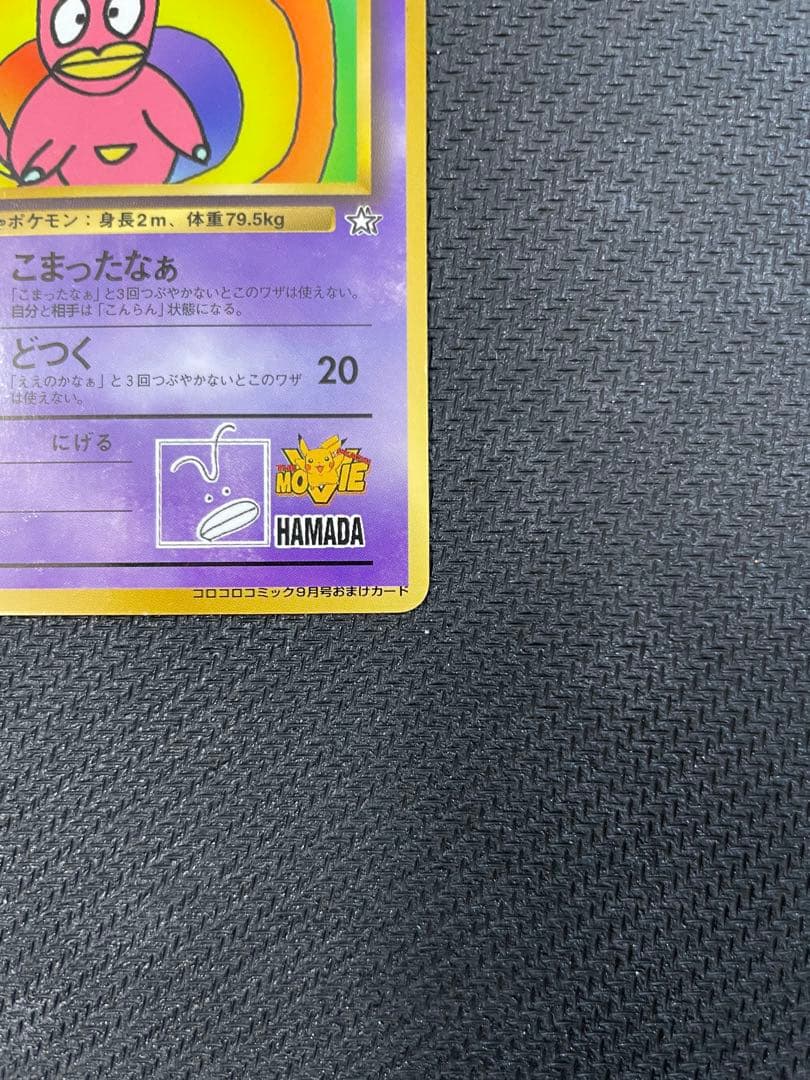 ポケモン：身長2m、体重79.5kg
こまったなぁ
「こまったなぁ」と3回つぶやかないとこのワザは使えない。
自分と相手は「こんらん」状態になる。
どつく
20
「ええのかなぁ」と3回つぶやかないとこのワザ
は使えない。
にげる
MOVIE
HAMADA
コロコロコミック9月号おまけカード